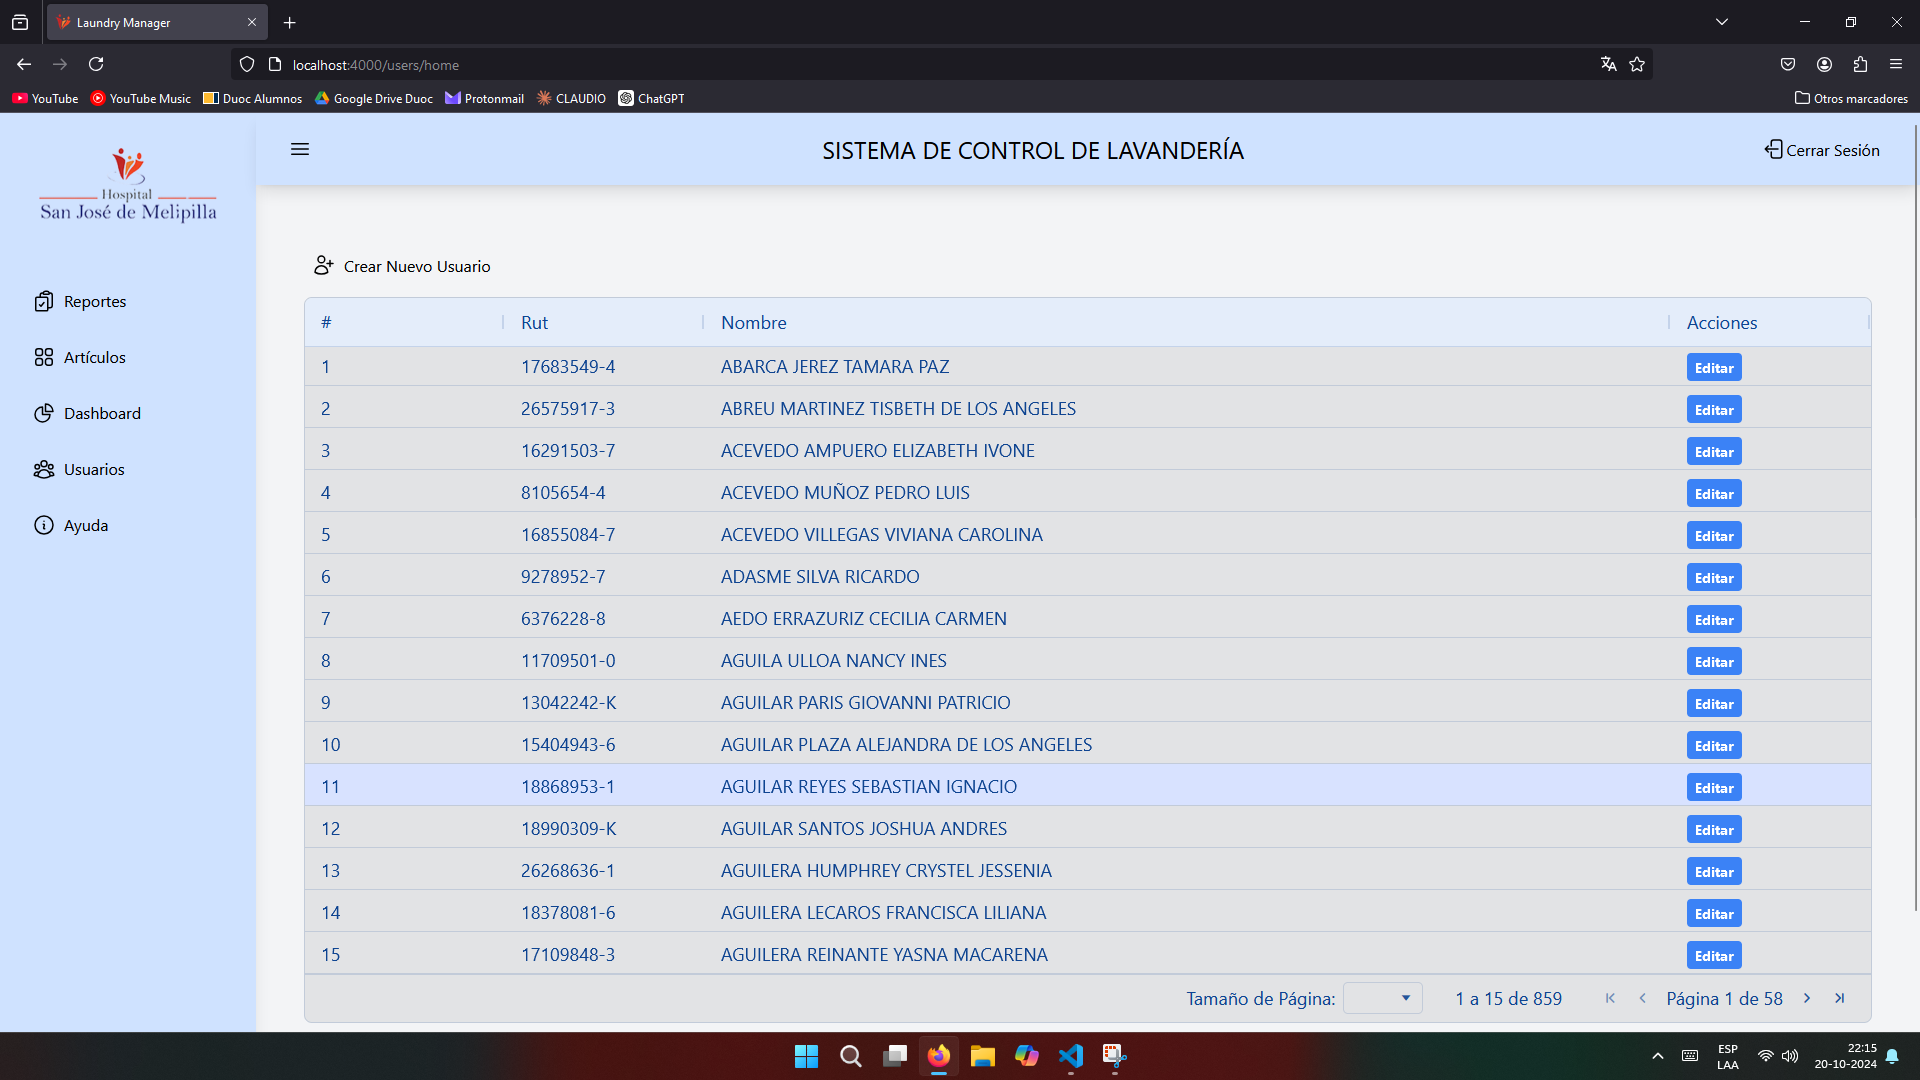 Laundry Manager
localhost:4000/users/home
YouTube YouTube Music Duoc Alumnos Google Drive Duoc Protonmail CLAUDIO ChatGPT Otros marcadores
Hospital
San José de Melipilla
SISTEMA DE CONTROL DE LAVANDERÍA
Cerrar Sesión
Reportes
Artículos
Dashboard
Usuarios
Ayuda
Crear Nuevo Usuario
# Rut Nombre Acciones
1 17683549-4 ABARCA JEREZ TAMARA PAZ Editar
2 26575917-3 ABREU MARTINEZ TISBETH DE LOS ANGELES Editar
3 16291503-7 ACEVEDO AMPUERO ELIZABETH IVONE Editar
4 8105654-4 ACEVEDO MUÑOZ PEDRO LUIS Editar
5 16855084-7 ACEVEDO VILLEGAS VIVIANA CAROLINA Editar
6 9278952-7 ADASME SILVA RICARDO Editar
7 6376228-8 AEDO ERRAZURIZ CECILIA CARMEN Editar
8 11709501-0 AGUILA ULLOA NANCY INES Editar
9 13042242-K AGUILAR PARIS GIOVANNI PATRICIO Editar
10 15404943-6 AGUILAR PLAZA ALEJANDRA DE LOS ANGELES Editar
11 18868953-1 AGUILAR REYES SEBASTIAN IGNACIO Editar
12 18990309-K AGUILAR SANTOS JOSHUA ANDRES Editar
13 26268636-1 AGUILERA HUMPHREY CRYSTEL JESSENIA Editar
14 18378081-6 AGUILERA LECAROS FRANCISCA LILIANA Editar
15 17109848-3 AGUILERA REINANTE YASNA MACARENA Editar
Tamaño de Página: 1 a 15 de 859 Página 1 de 58
ESP
LAA
22:15
20-10-2024